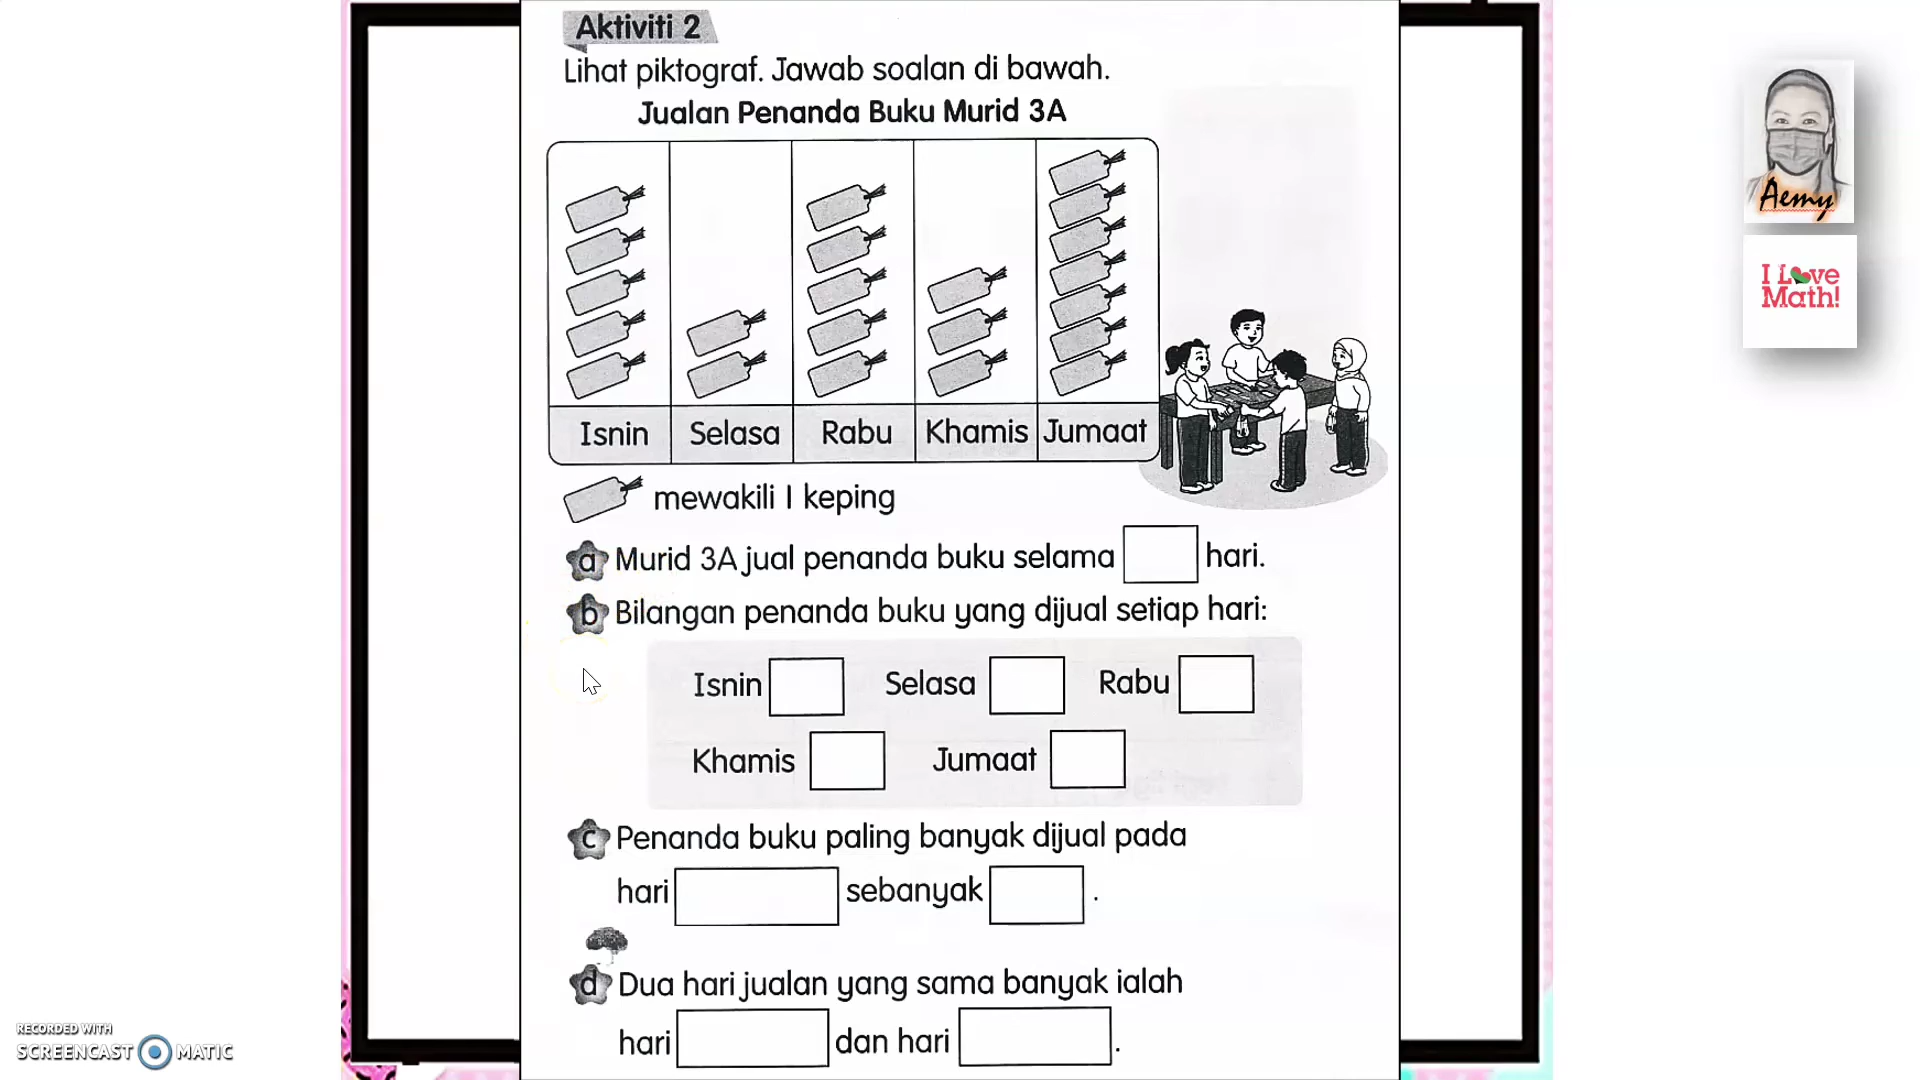 Aktiviti 2
Lihat piktograf. Jawab soalan di bawah.
Jualan Penanda Buku Murid 3A
Isnin Selasa Rabu Khamis Jumaat
mewakili 1 keping
a Murid 3A jual penanda buku selama hari.
b Bilangan penanda buku yang dijual setiap hari:
Isnin Selasa Rabu
Khamis Jumaat
c Penanda buku paling banyak dijual pada
hari sebanyak .
d Dua hari jualan yang sama banyak ialah
hari dan hari .
Aemy
I Love
Math!
RECORDED WITH
SCREENCAST MATIC